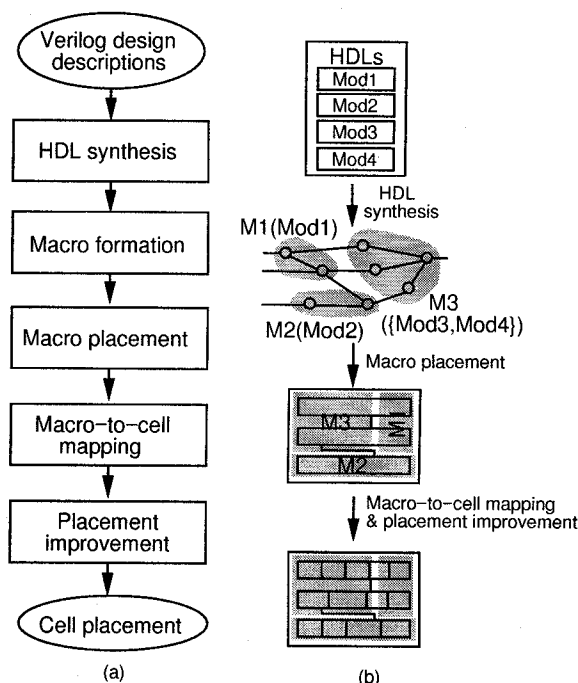 Verilog design
descriptions
HDL synthesis
Macro formation
Macro placement
Macro-to-cell
mapping
Placement
improvement
Cell placement
(a)
HDLs
Mod1
Mod2
Mod3
Mod4
HDL
synthesis
M1(Mod1)
M3
({Mod3,Mod4})
M2(Mod2)
Macro placement
M3
M1
M2
Macro-to-cell mapping
& placement improvement
(b)